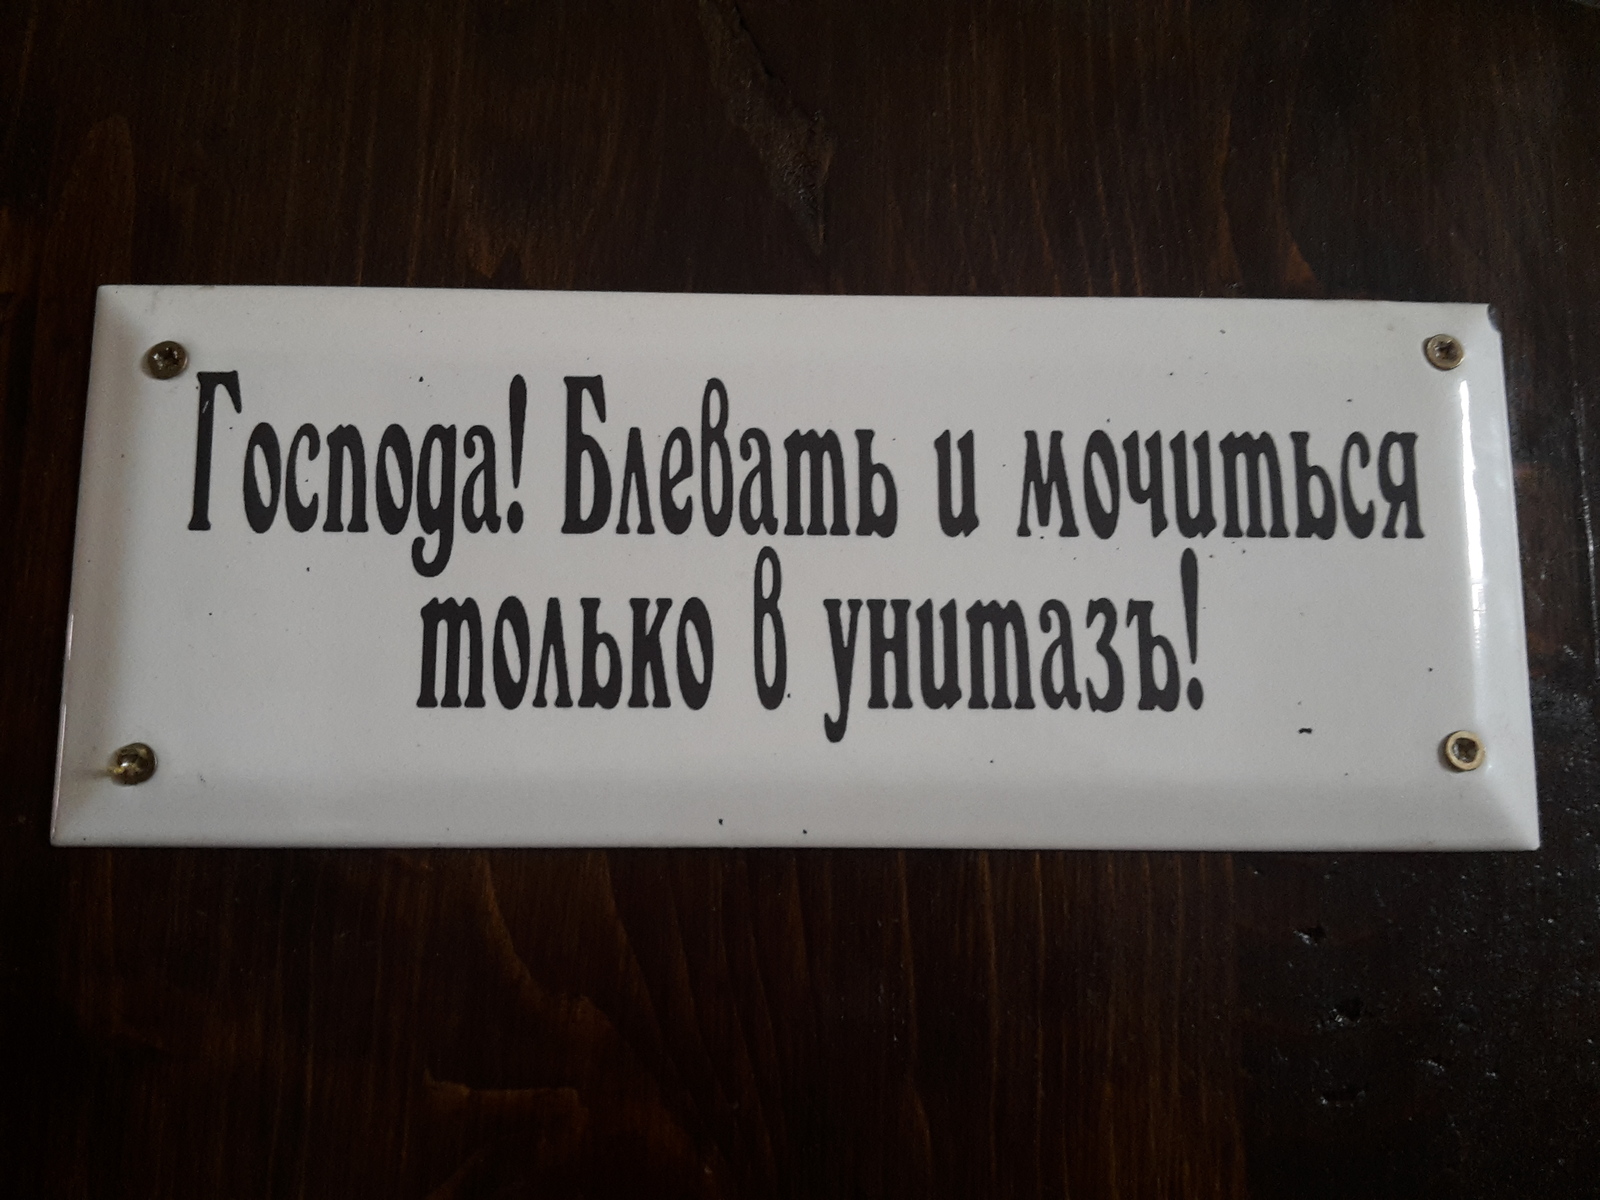 Господа! Блевать и мочиться
только в унитазъ!